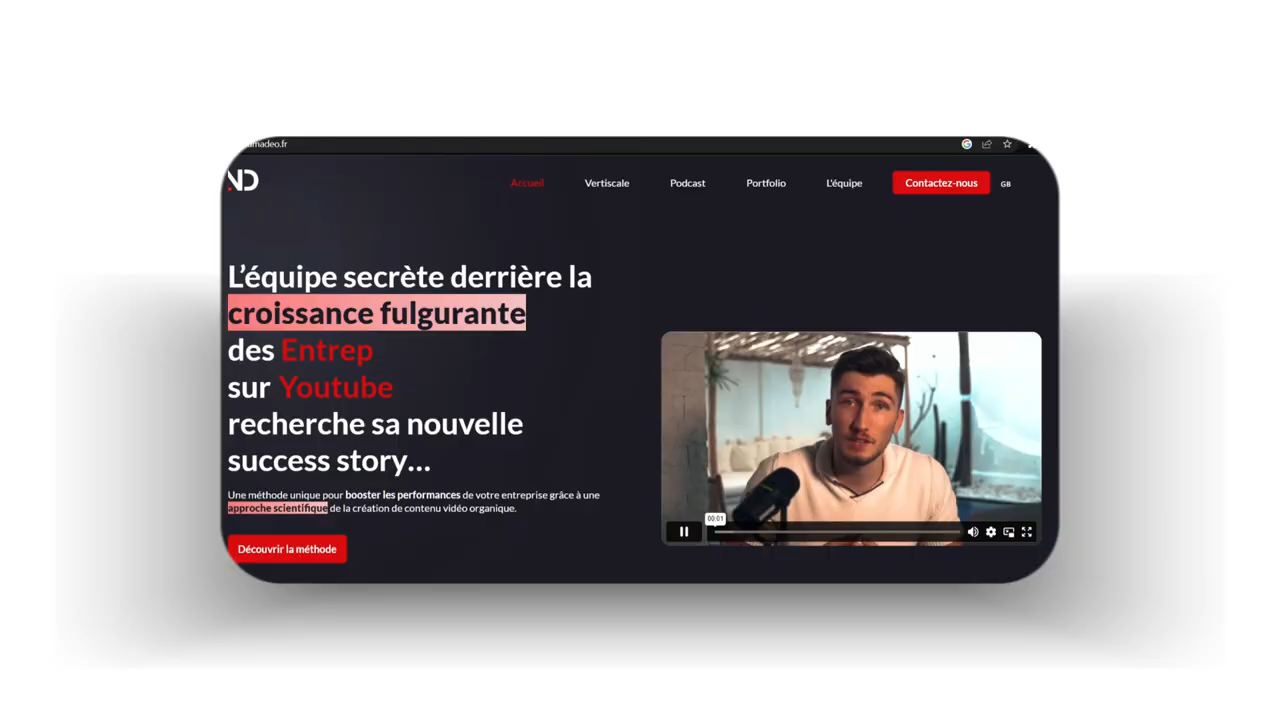 amadeo.fr
ND
Accueil
Vertiscale
Podcast
Portfolio
L'équipe
Contactez-nous
GB
L'équipe secrète derrière la
croissance fulgurante
des Entrep
sur Youtube
recherche sa nouvelle
success story...
Une méthode unique pour booster les performances de votre entreprise grâce à une
approche scientifique de la création de contenu vidéo organique.
Découvrir la méthode
00:01